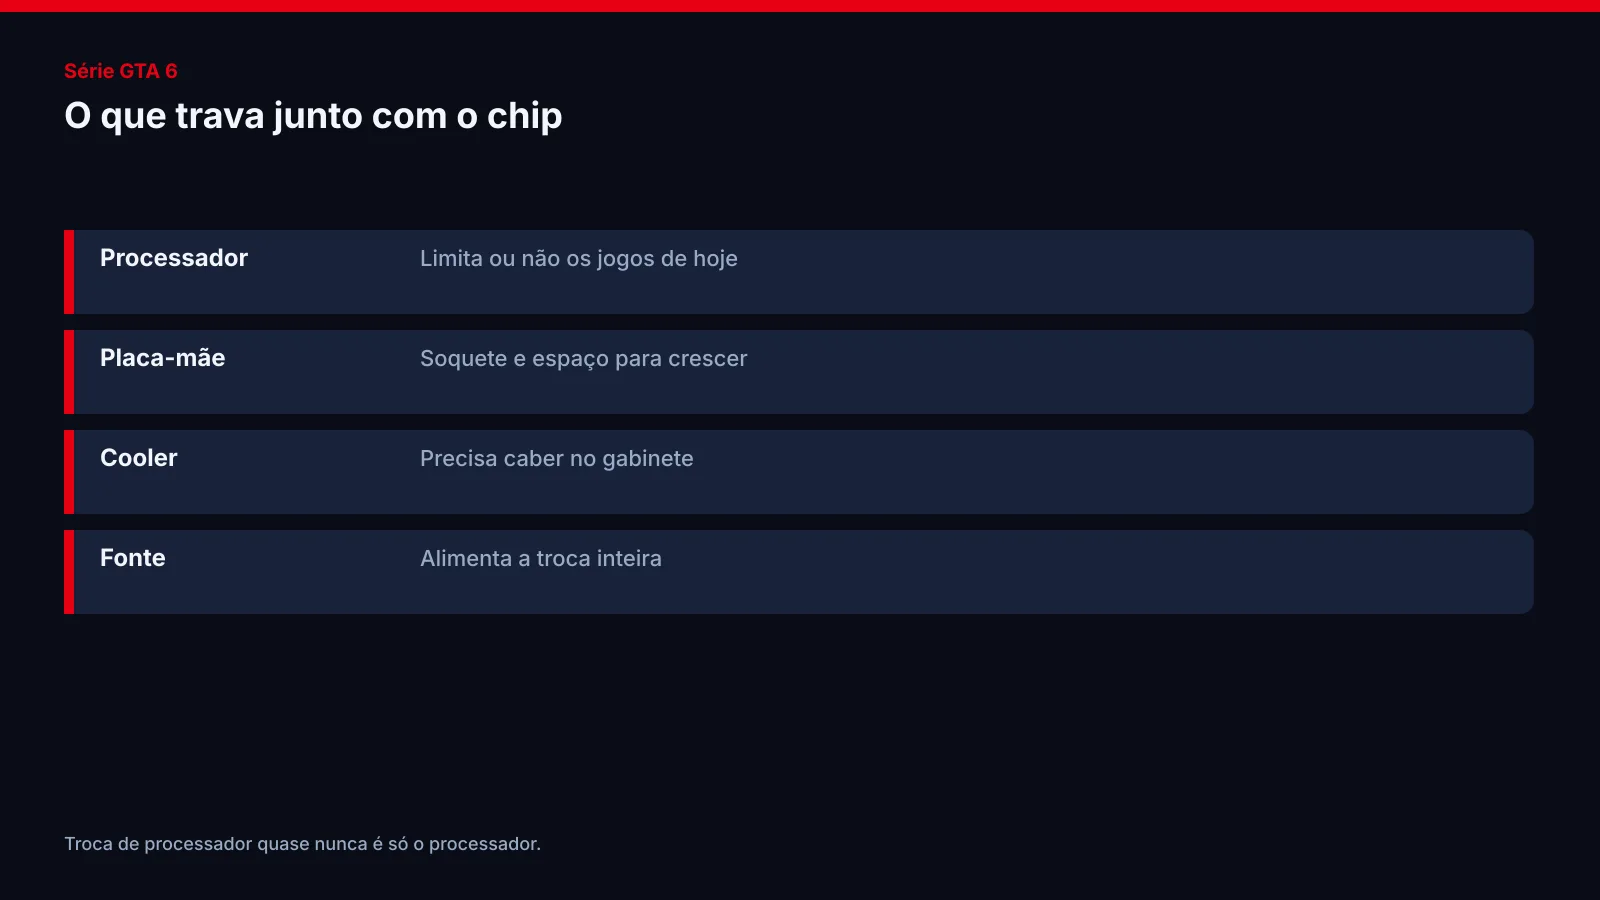 Série GTA 6
O que trava junto com o chip
Processador
Limita ou não os jogos de hoje
Placa-mãe
Soquete e espaço para crescer
Cooler
Precisa caber no gabinete
Fonte
Alimenta a troca inteira
Troca de processador quase nunca é só o processador.